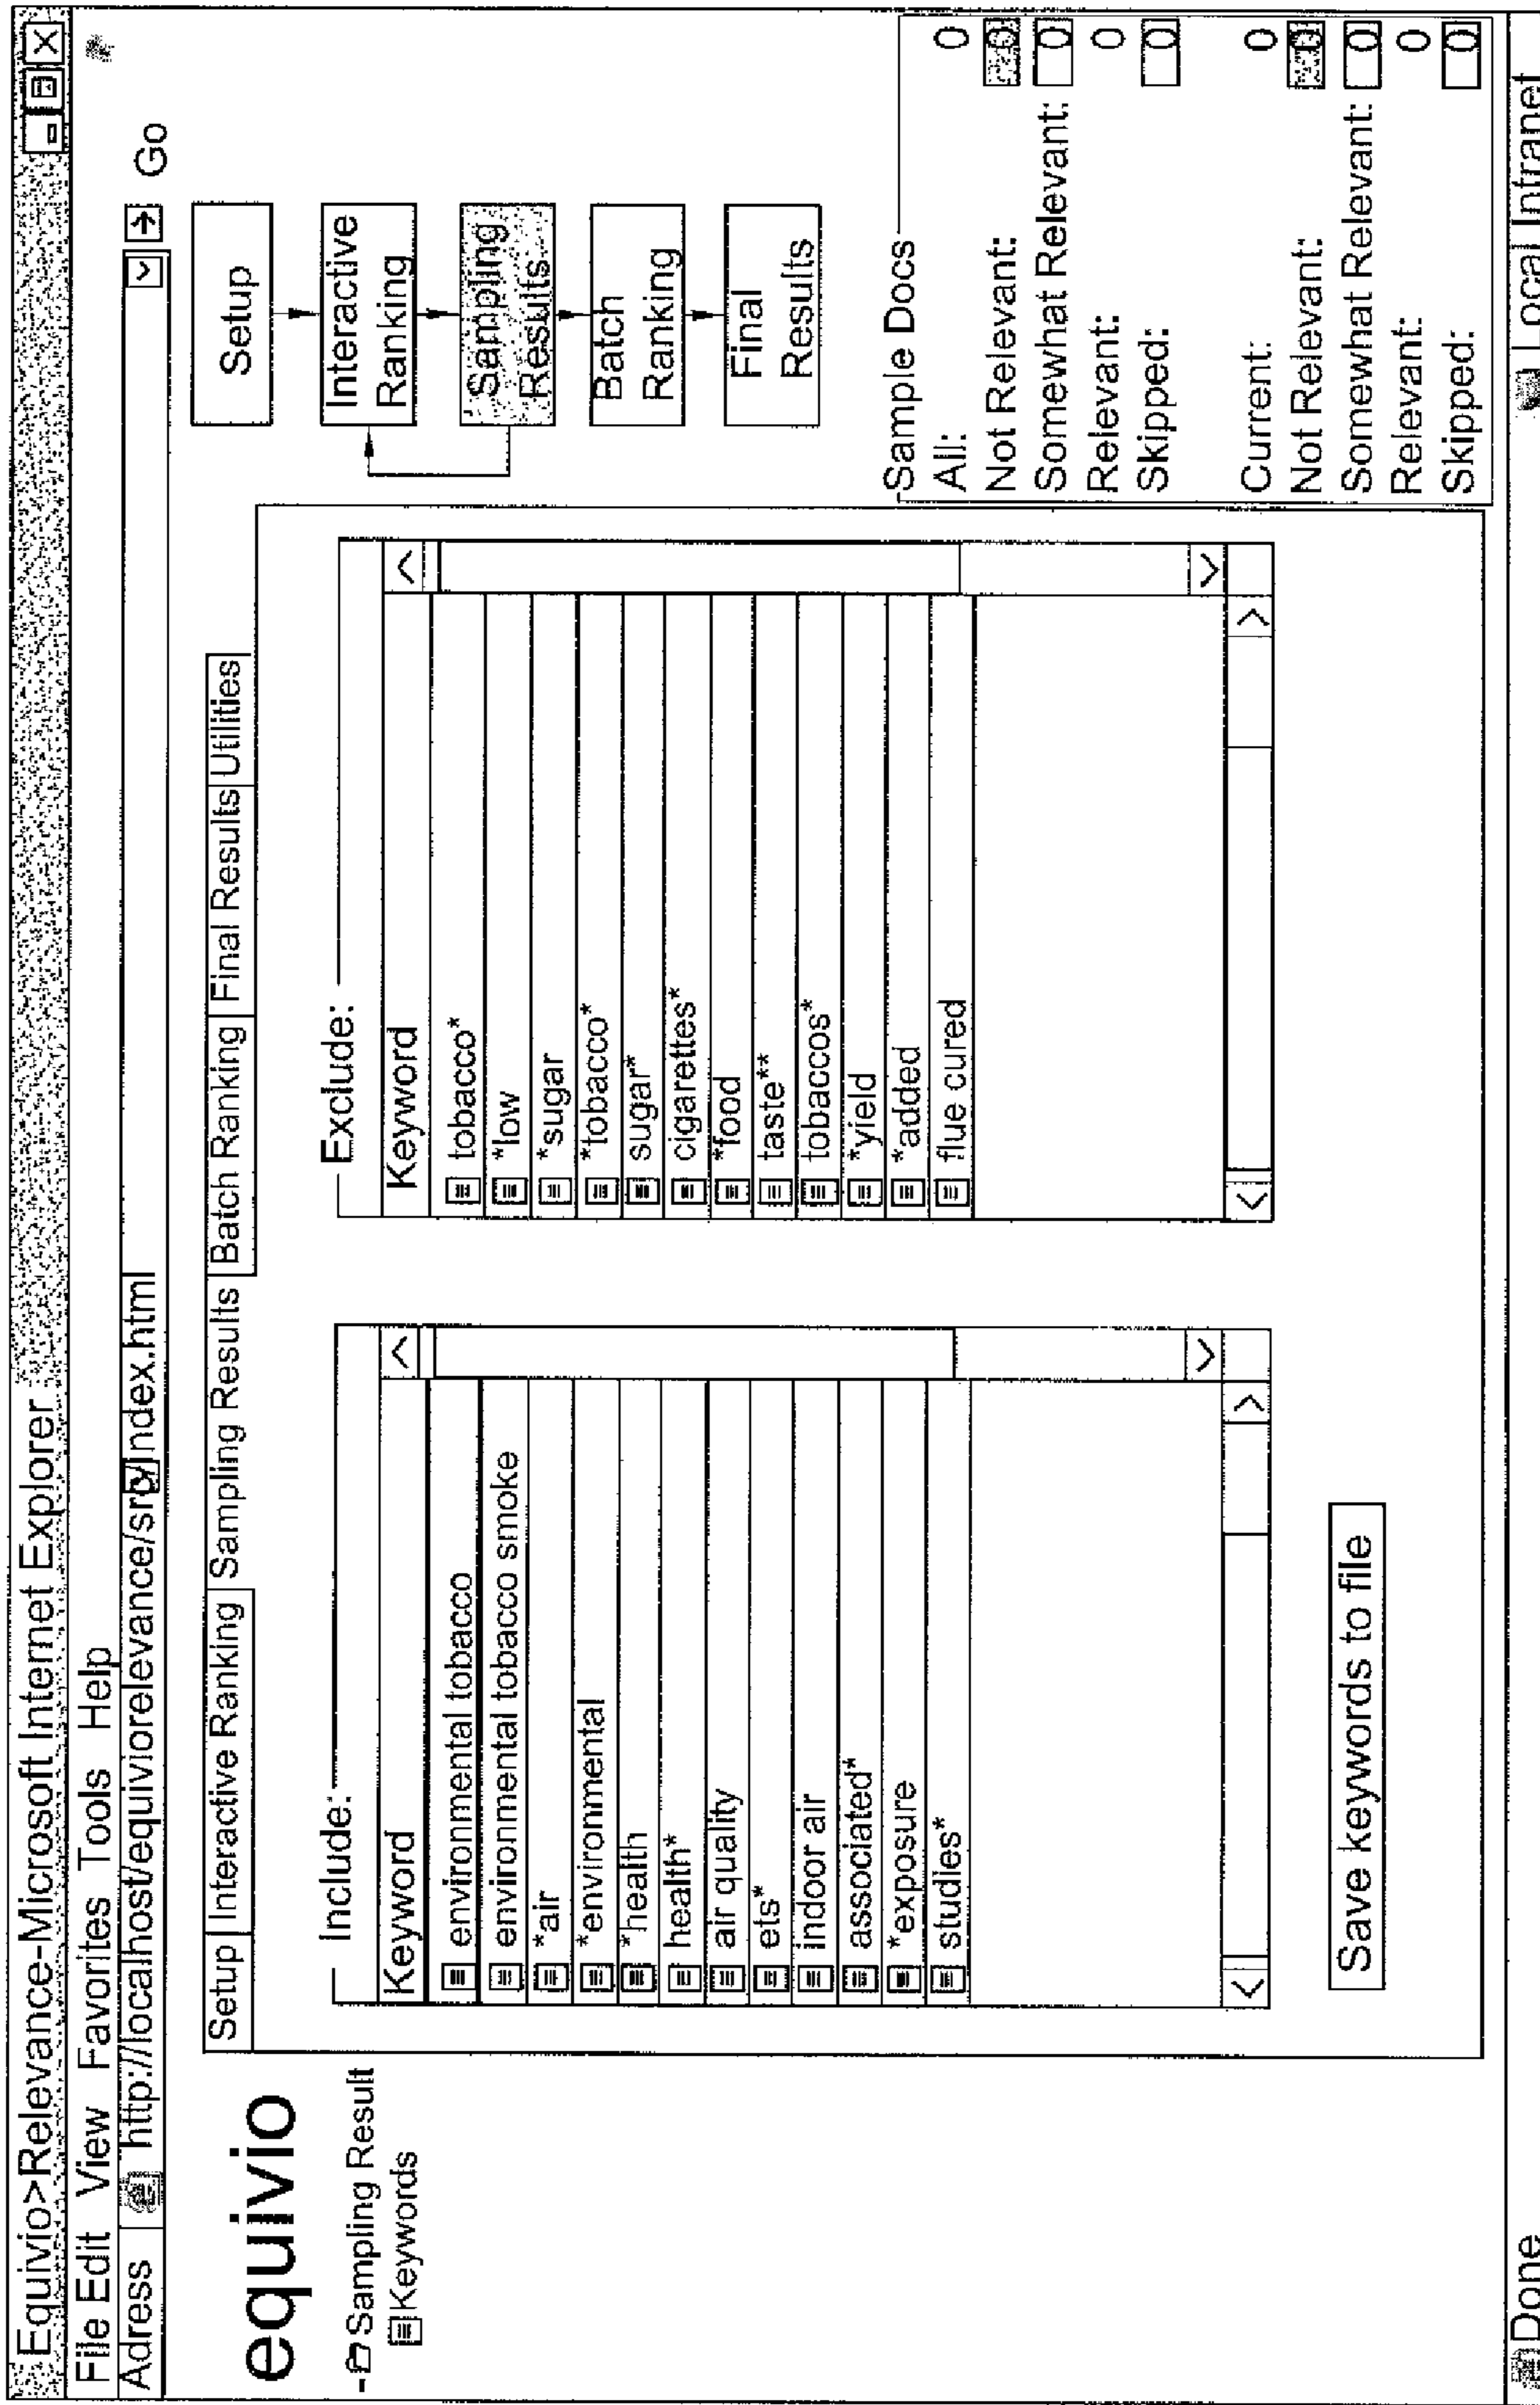 Equivio>Relevance-Microsoft Internet Explorer
File Edit View Favorites Tools Help
Adress http://localhost/equiviorelevance/srv/index.html Go
equivio
-Sampling Result
Keywords
Setup Interactive Ranking Sampling Results Batch Ranking Final Results Utilities
Include:
Keyword
environmental tobacco
environmental tobacco smoke
*air
*environmental
*health
health*
air quality
ets*
indoor air
associated*
*exposure
studies*
Exclude:
Keyword
tobacco*
*low
*sugar
*tobacco*
sugar*
cigarettes*
*food
taste**
tobaccos*
*yield
*added
flue cured
Save keywords to file
Setup
Interactive
Ranking
Sampling
Results
Batch
Ranking
Final
Results
Sample Docs
All: 0
Not Relevant: 0
Somewhat Relevant: 0
Relevant: 0
Skipped: 0
Current: 0
Not Relevant: 0
Somewhat Relevant: 0
Relevant: 0
Skipped: 0
Done
Local Intranet